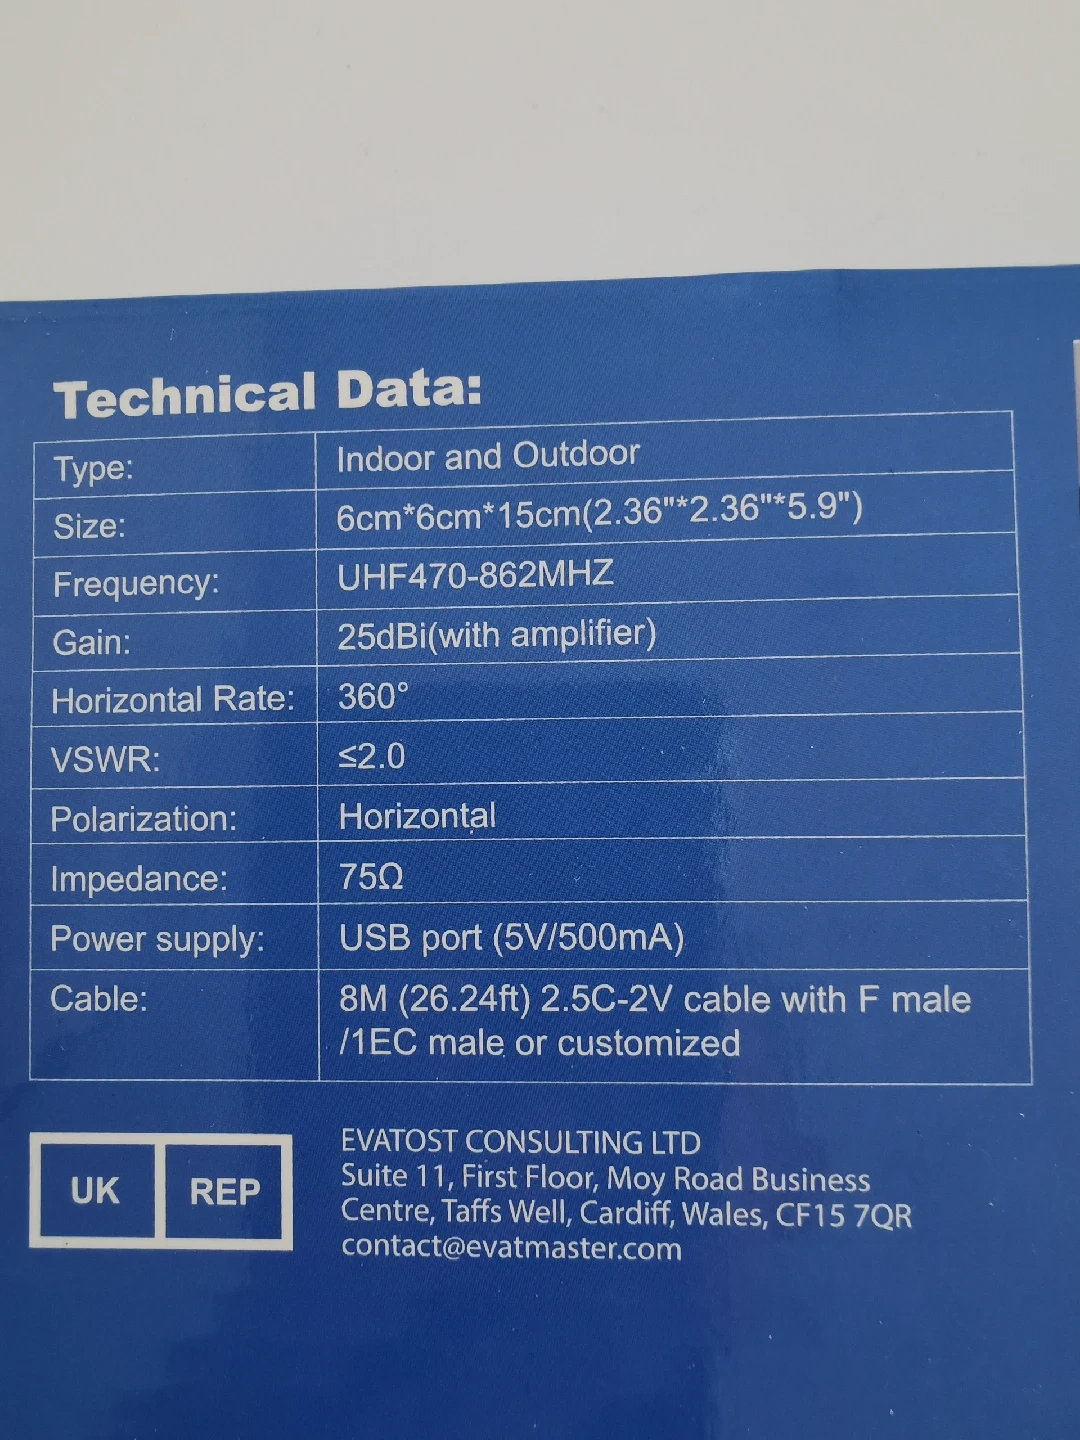 Technical Data:
Type: Indoor and Outdoor
Size: 6cm*6cm*15cm(2.36"*2.36"*5.9")
Frequency: UHF470-862MHZ
Gain: 25dBi(with amplifier)
Horizontal Rate: 360°
VSWR: ≤2.0
Polarization: Horizontal
Impedance: 75Ω
Power supply: USB port (5V/500mA)
Cable: 8M (26.24ft) 2.5C-2V cable with F male
/1EC male or customized
UK REP
EVATOST CONSULTING LTD
Suite 11, First Floor, Moy Road Business
Centre, Taffs Well, Cardiff, Wales, CF15 7QR
contact@evatmaster.com